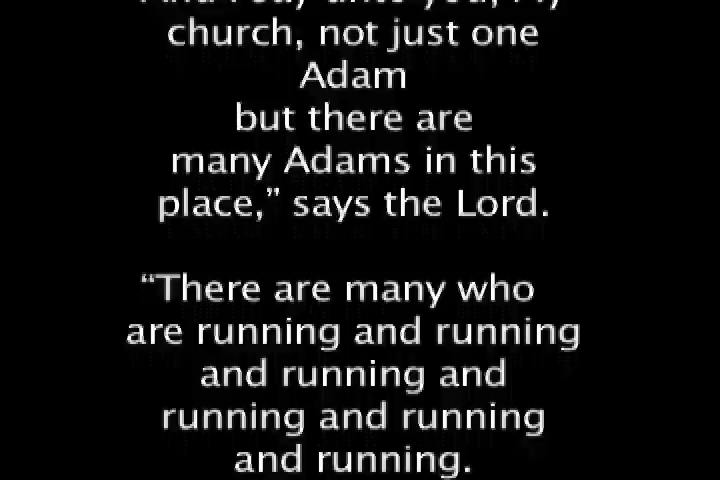 church, not just one
Adam
but there are
many Adams in this
place,” says the Lord.
“There are many who
are running and running
and running and
running and running
and running.